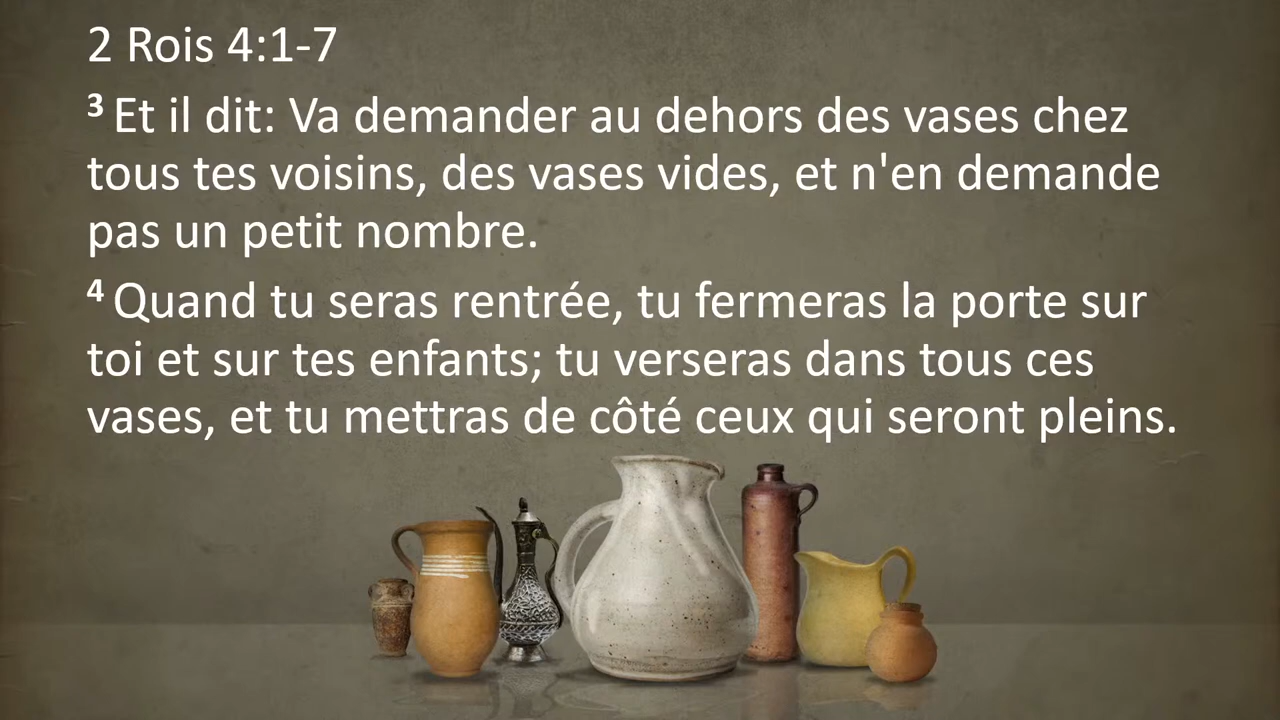 2 Rois 4:1-7
³ Et il dit: Va demander au dehors des vases chez
tous tes voisins, des vases vides, et n'en demande
pas un petit nombre.
⁴ Quand tu seras rentrée, tu fermeras la porte sur
toi et sur tes enfants; tu verseras dans tous ces
vases, et tu mettras de côté ceux qui seront pleins.